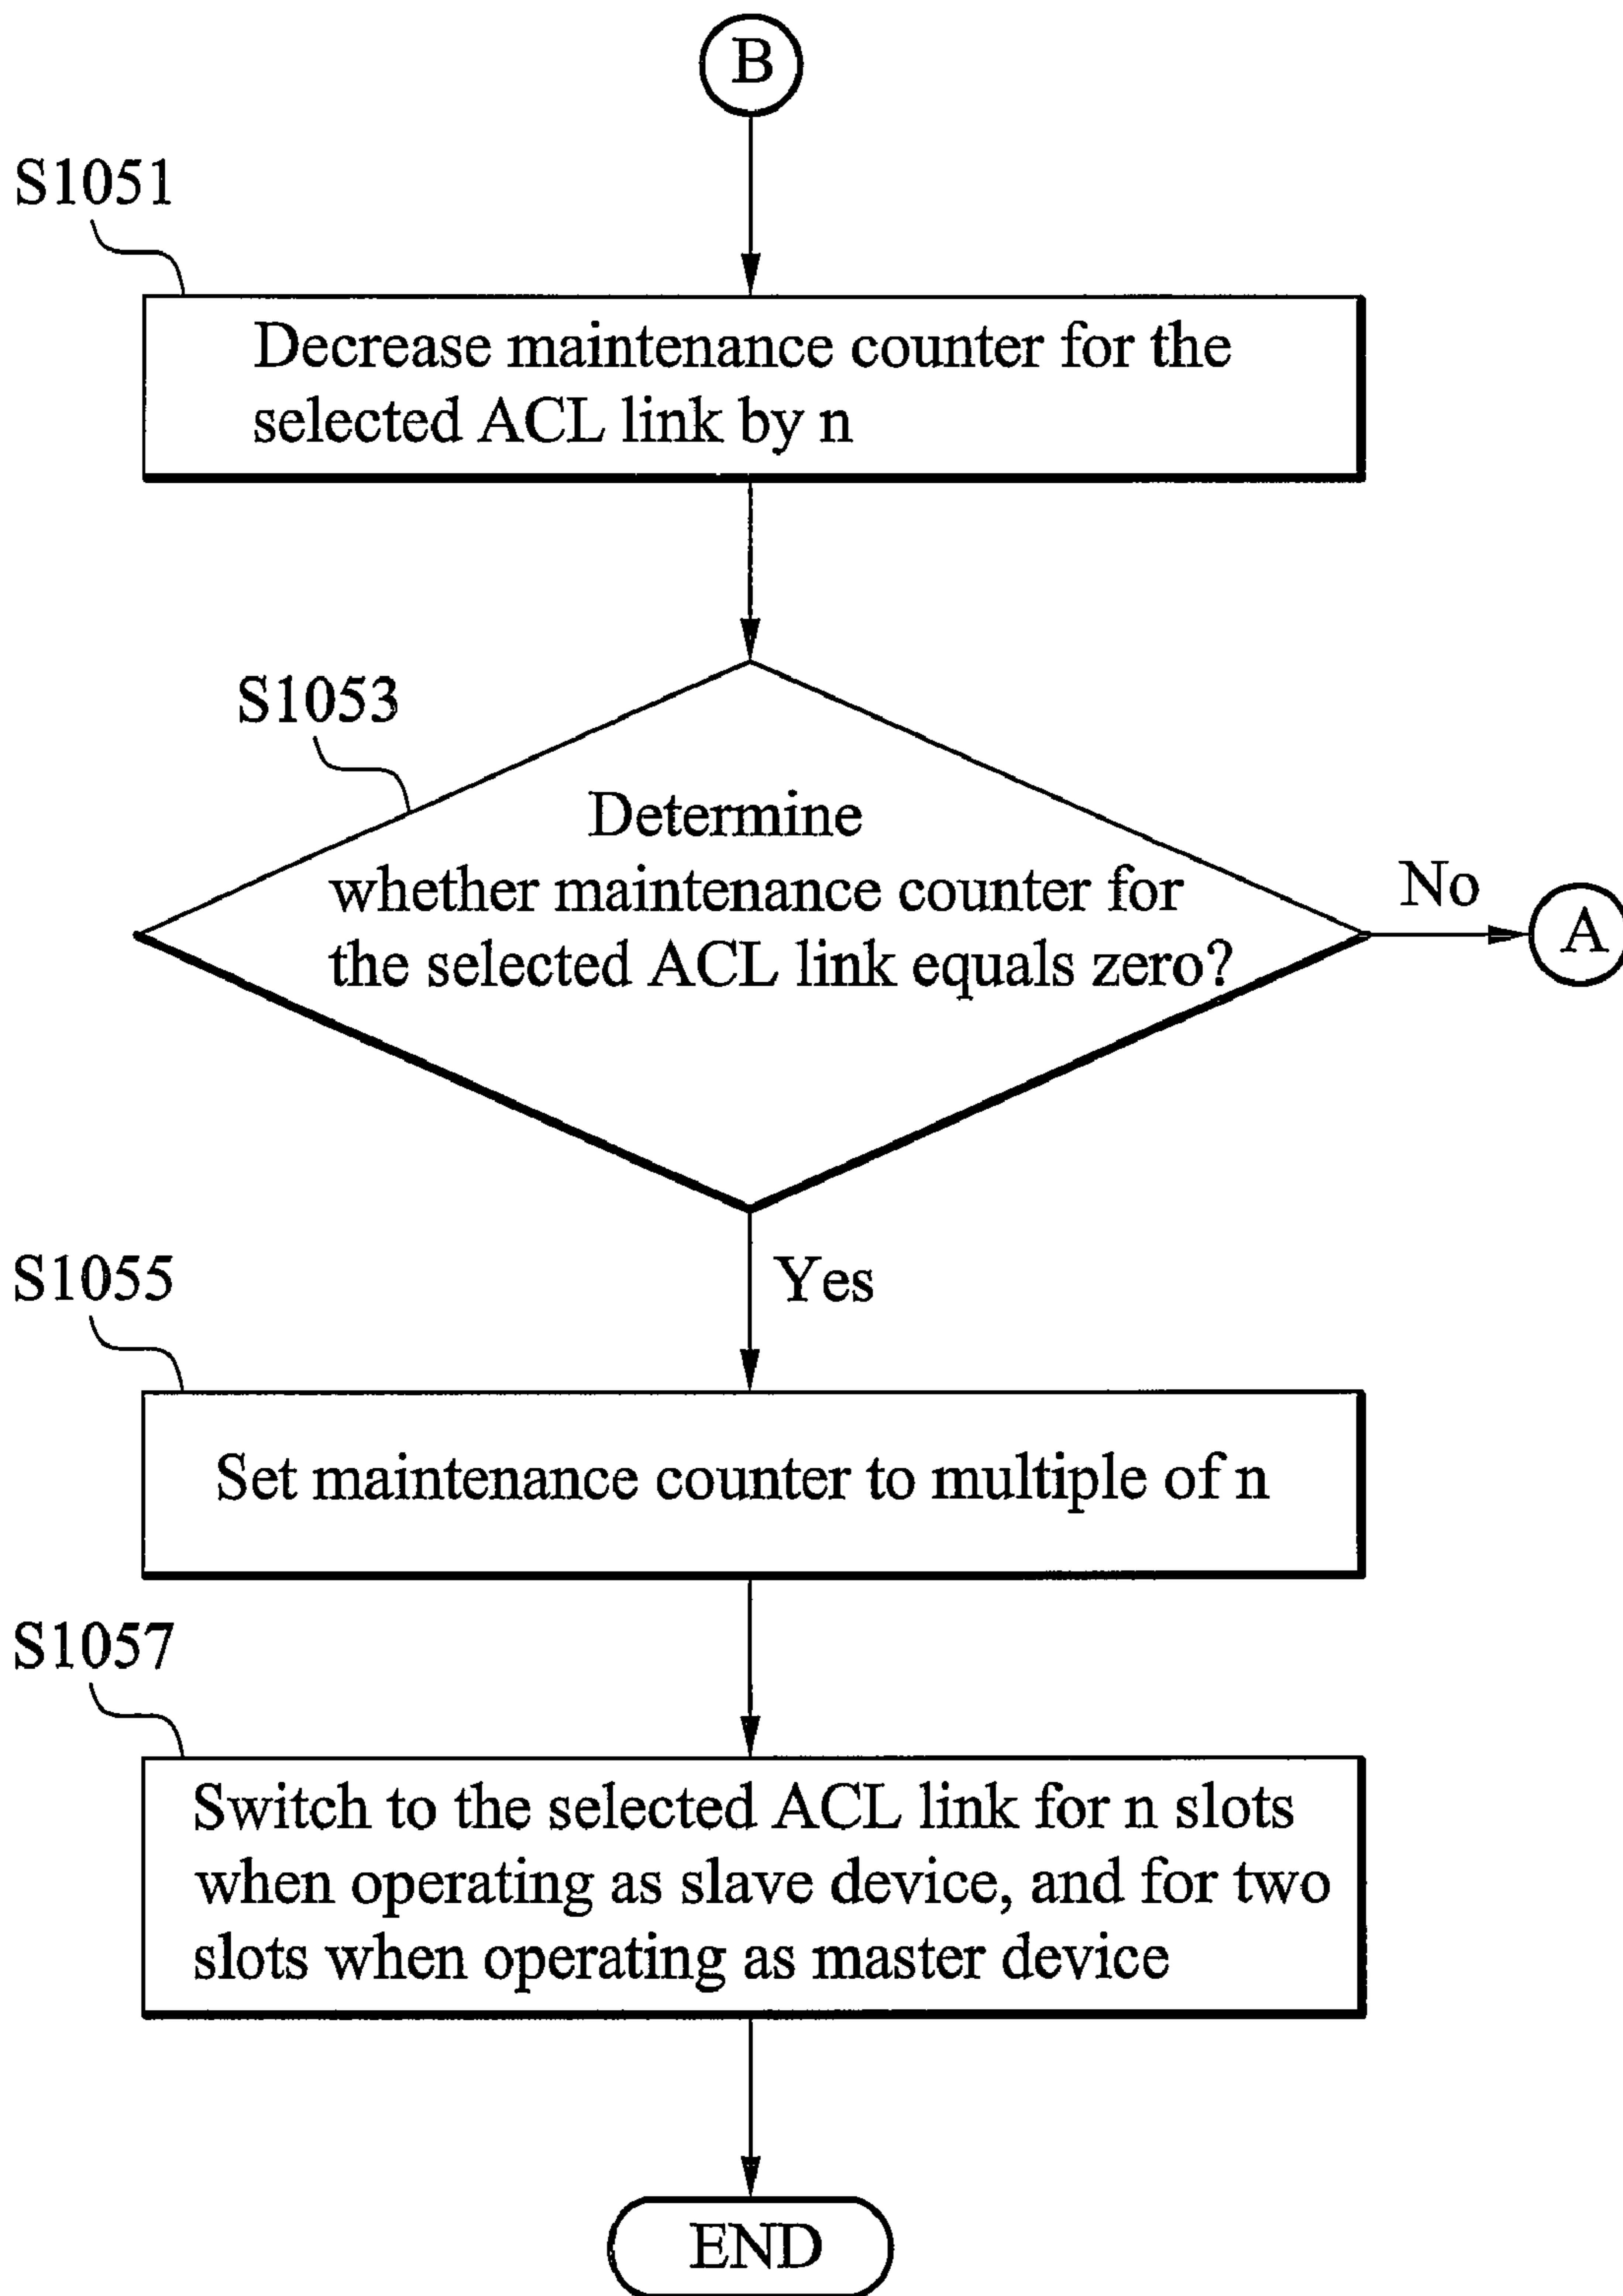 B
S1051
Decrease maintenance counter for the
selected ACL link by n
S1053
Determine
whether maintenance counter for
the selected ACL link equals zero?
No
A
Yes
S1055
Set maintenance counter to multiple of n
S1057
Switch to the selected ACL link for n slots
when operating as slave device, and for two
slots when operating as master device
END